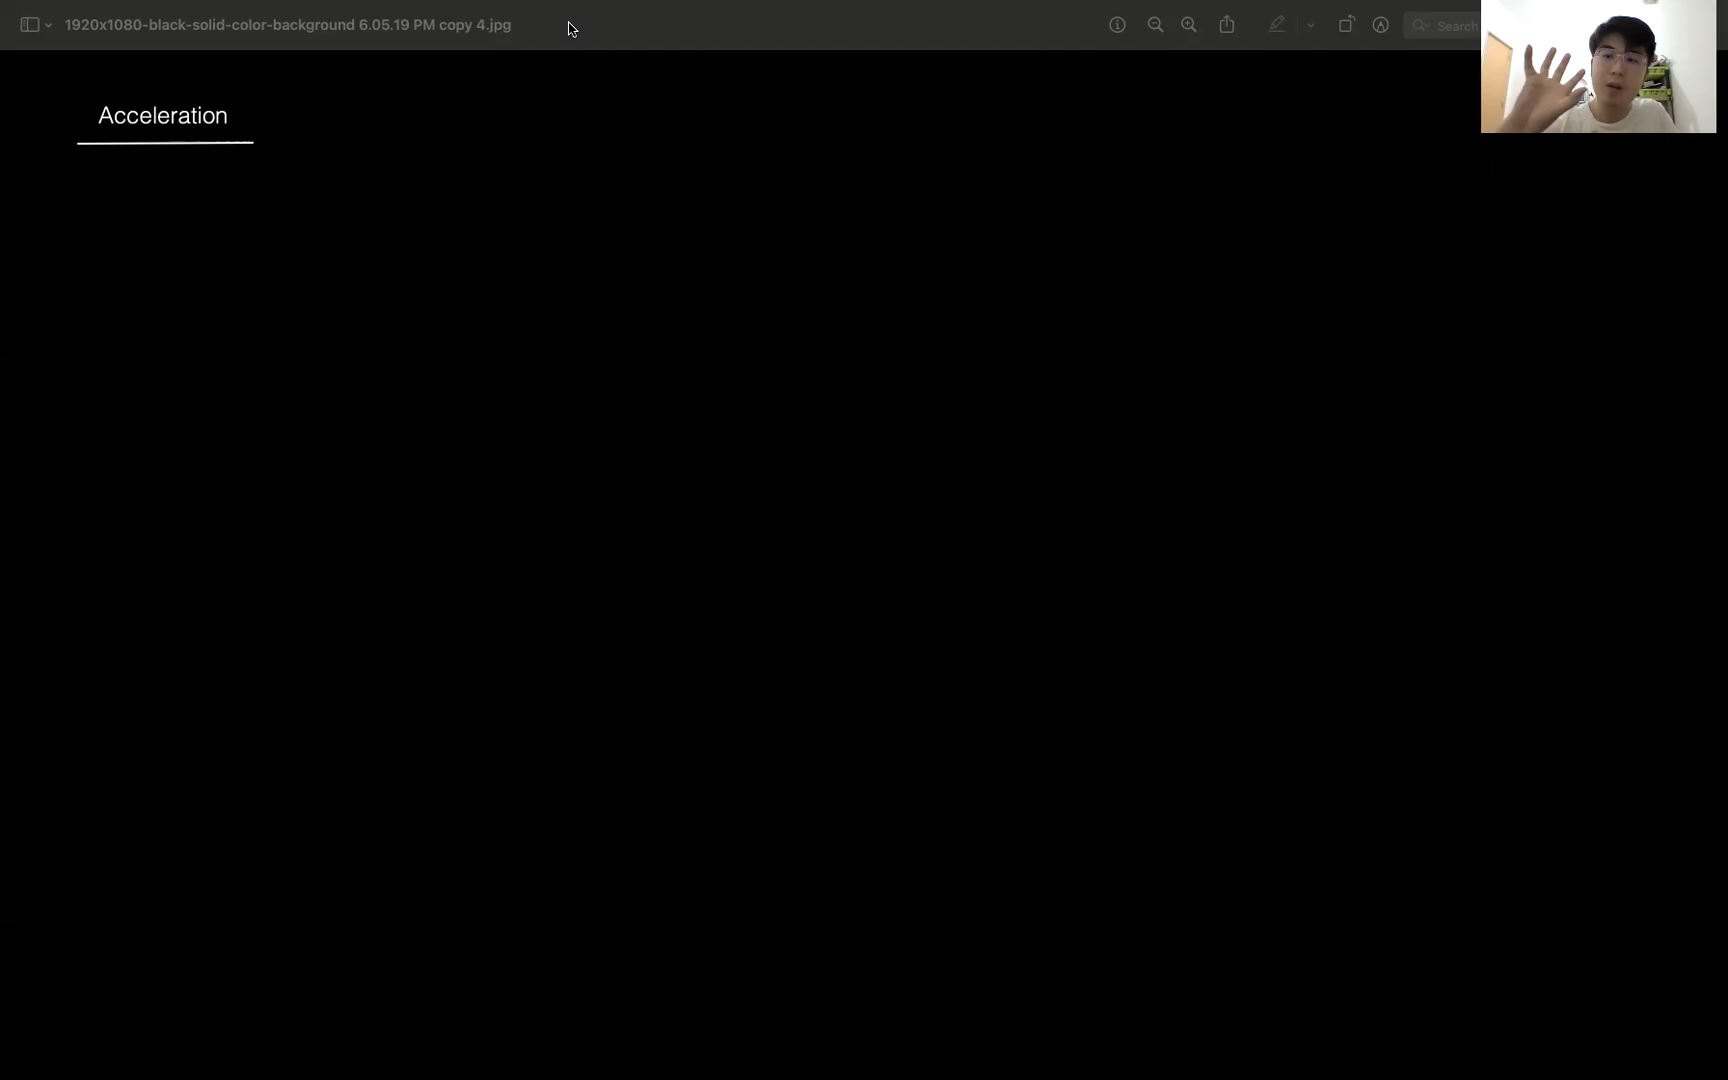 1920x1080-black-solid-color-background 6.05.19 PM copy 4.jpg
Search
Acceleration